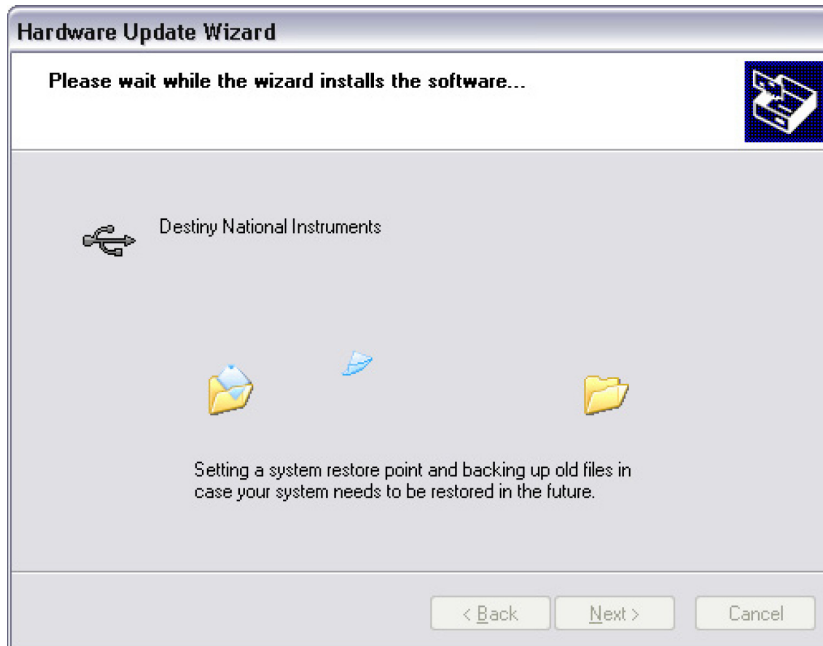 Hardware Update Wizard
Please wait while the wizard installs the software...
Destiny National Instruments
Setting a system restore point and backing up old files in
case your system needs to be restored in the future.
< Back
Next >
Cancel